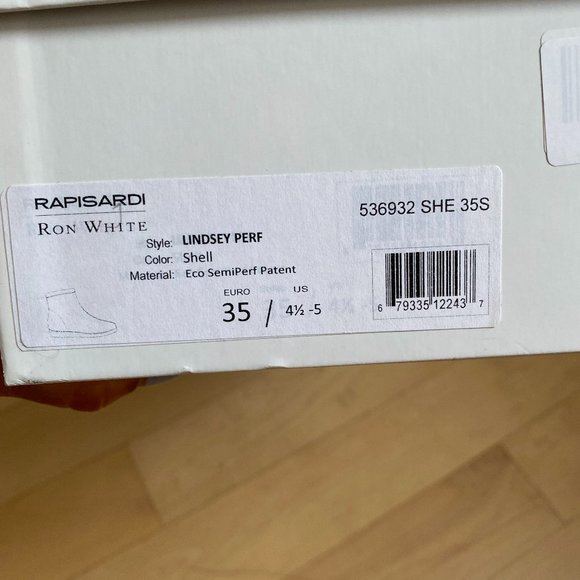 RAPISARDI
RON WHITE
536932 SHE 35S
Style: LINDSEY PERF
Color: Shell
Material: Eco SemiPerf Patent
EURO US
35 / 4½ -5
6 79335 12243 7